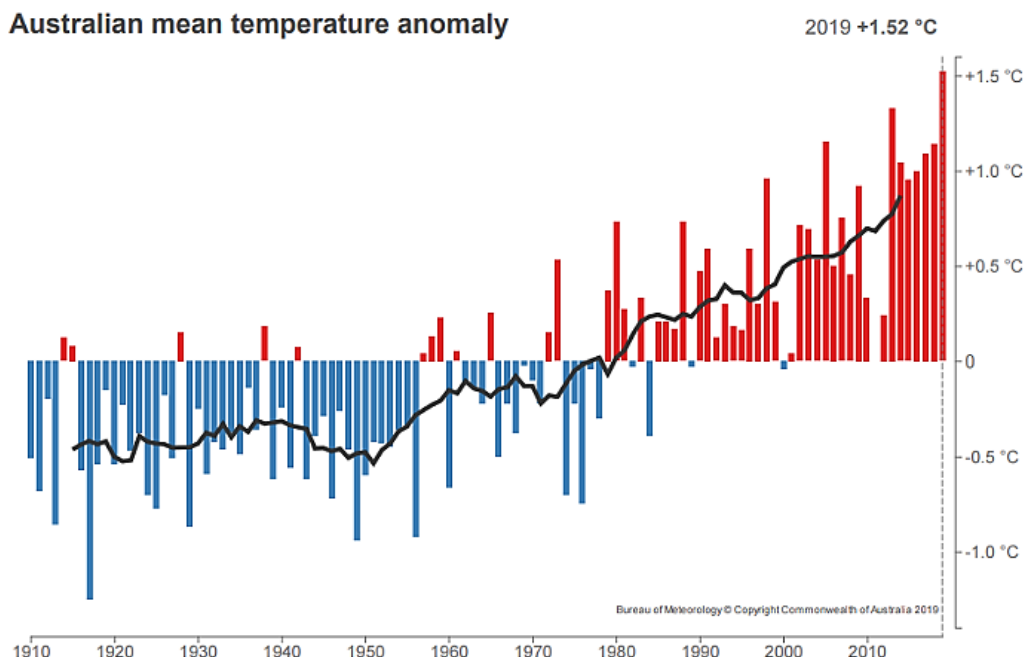 Australian mean temperature anomaly
2019 +1.52 °C
+1.5 °C
+1.0 °C
+0.5 °C
0
-0.5 °C
-1.0 °C
Bureau of Meteorology © Copyright Commonwealth of Australia 2019
1910 1920 1930 1940 1950 1960 1970 1980 1990 2000 2010